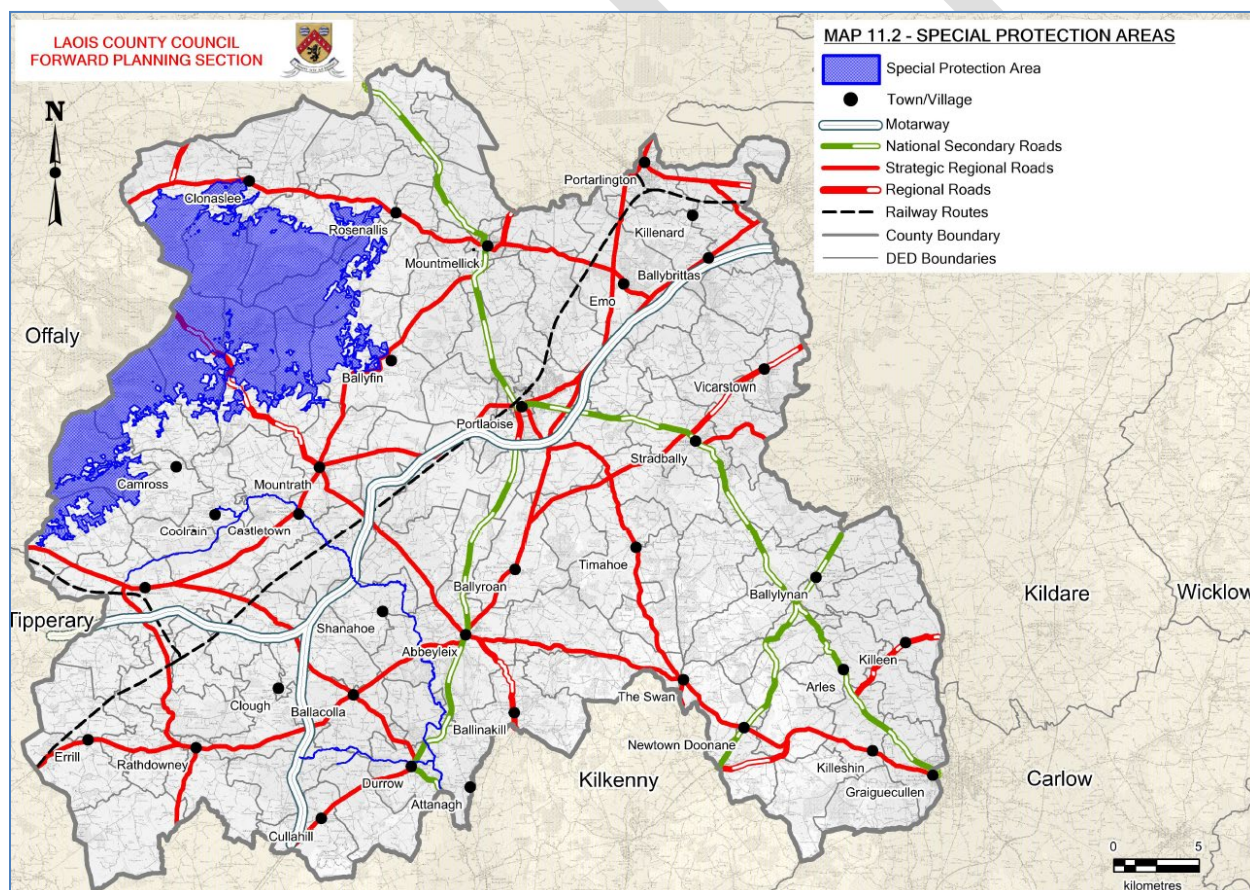 LAOIS COUNTY COUNCIL
FORWARD PLANNING SECTION
N
MAP 11.2 - SPECIAL PROTECTION AREAS
Special Protection Area
Town/Village
Motarway
National Secondary Roads
Strategic Regional Roads
Regional Roads
Railway Routes
County Boundary
DED Boundaries
Portarlington
Clonaslee
Killenard
Rosenallis
Mountmellick
Ballybrittas
Emo
Offaly
Ballyfin
Vicarstown
Portlaoise
Stradbally
Camross
Mountrath
Coolrain
Castletown
Timahoe
Ballyroan
Ballylynan
Kildare
Wicklow
Tipperary
Shanahoe
Abbeyleix
Killeen
Arles
The Swan
Clough
Ballacolla
Ballinakill
Newtown Doonane
Errill
Rathdowney
Killeshin
Durrow
Kilkenny
Carlow
Graiguecullen
Attanagh
Cullahill
0 5
kilometres